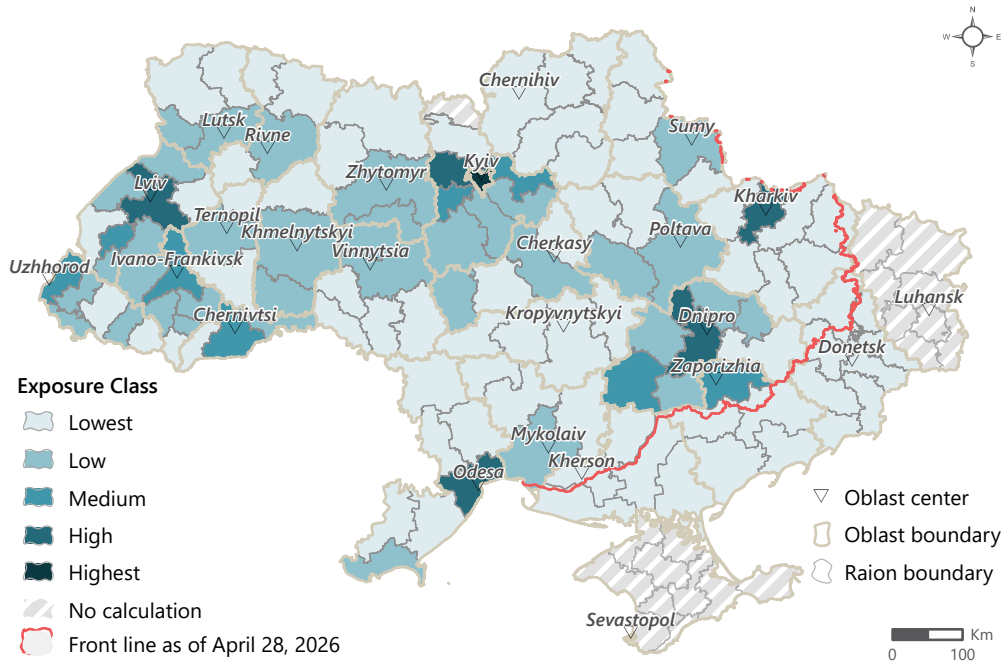 N
W
E
S
Chernihiv
Lutsk
Rivne
Sumy
Zhytomyr
Kyiv
Lviv
Kharkiv
Ternopil
Khmelnytskyi
Poltava
Vinnytsia
Cherkasy
Ivano-Frankivsk
Uzhhorod
Luhansk
Chernivtsi
Kropyvnytskyi
Dnipro
Donetsk
Zaporizhia
Mykolaiv
Kherson
Odesa
Sevastopol
Exposure Class
Lowest
Low
Medium
High
Highest
No calculation
Front line as of April 28, 2026
Oblast center
Oblast boundary
Raion boundary
Km
0 100